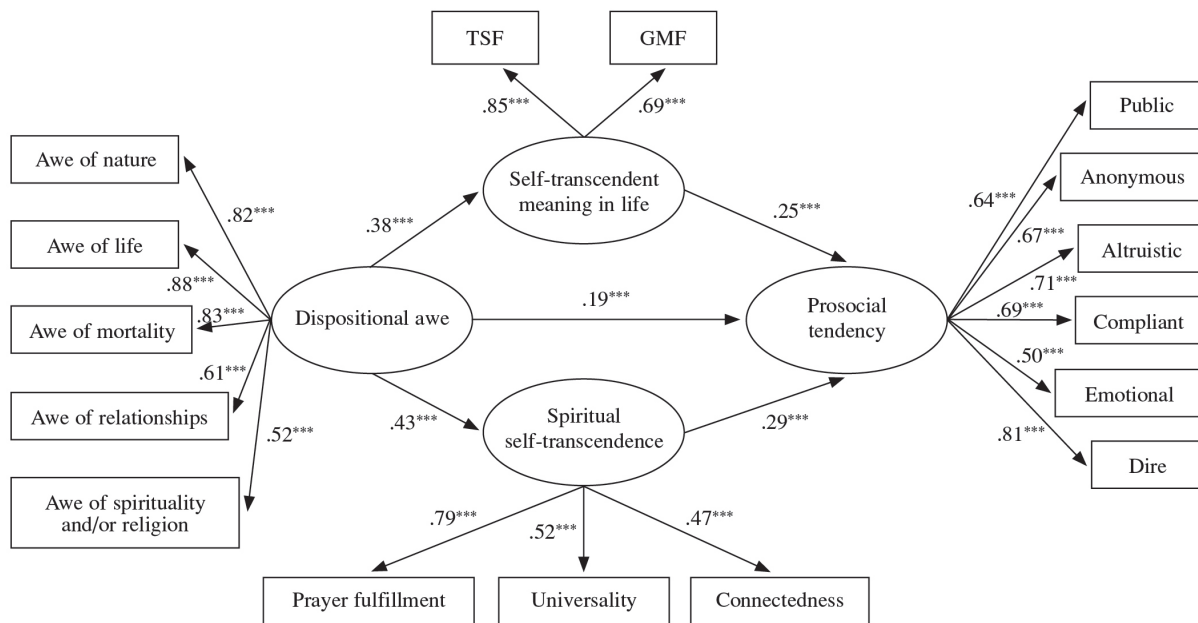 TSF
GMF
.85***
.69***
Public
Awe of nature
Self-transcendent
meaning in life
Anonymous
.64***
.82***
.38***
.25***
.67***
Awe of life
Altruistic
.88***
.71***
Awe of mortality
.83***
Dispositional awe
.19***
Prosocial
tendency
.69***
Compliant
.61***
.50***
Awe of relationships
.43***
Spiritual
self-transcendence
.29***
Emotional
.52***
.81***
Dire
Awe of spirituality
and/or religion
.79***
.52***
.47***
Prayer fulfillment
Universality
Connectedness